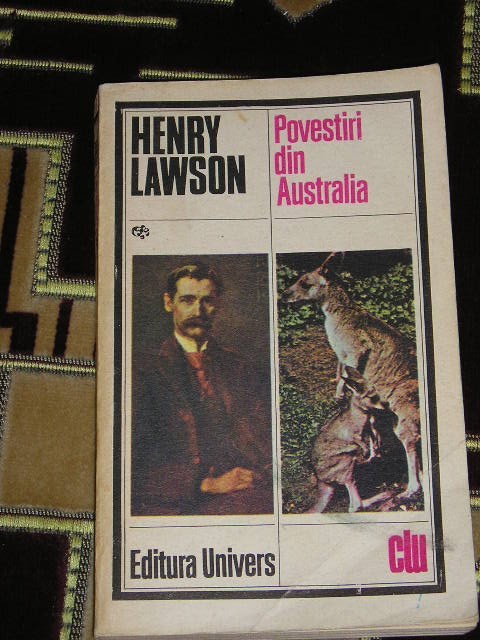 HENRY
LAWSON
Povestiri
din
Australia
Editura Univers
clu